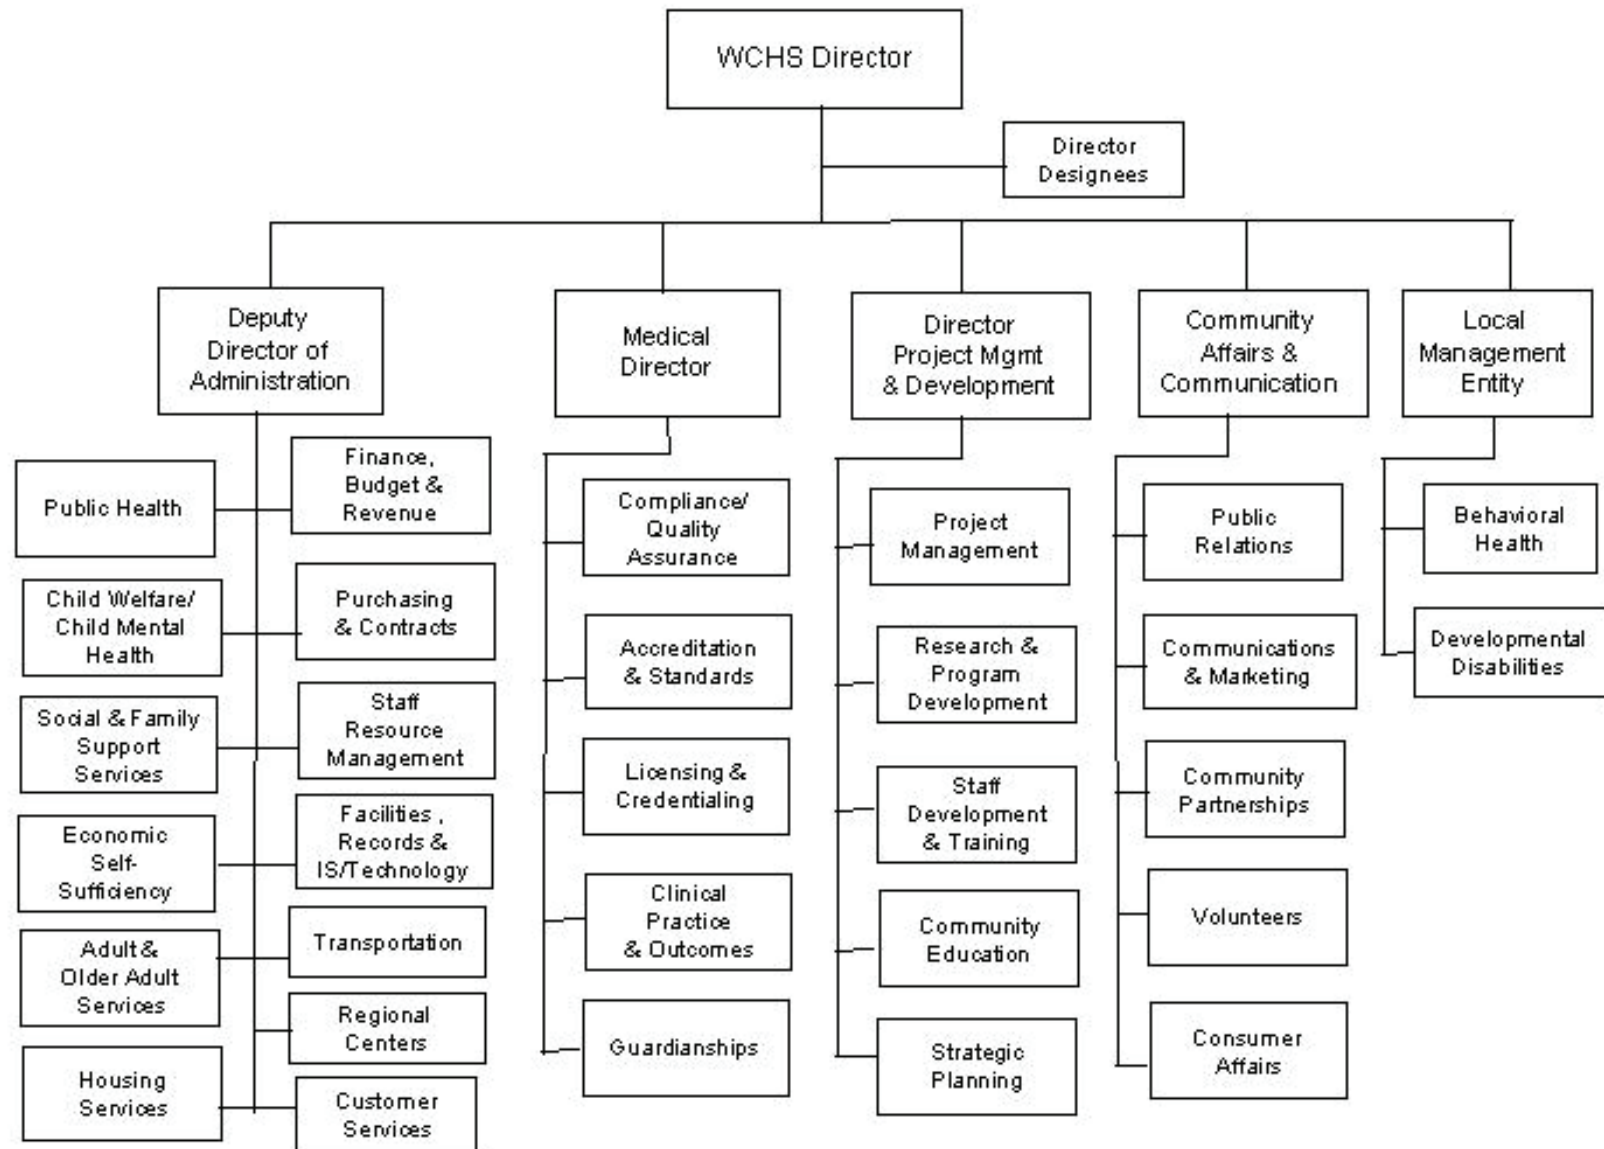 WCHS Director
Director
Designees
Deputy
Director of
Administration
Medical
Director
Director
Project Mgmt
& Development
Community
Affairs &
Communication
Local
Management
Entity
Public Health
Child Welfare/
Child Mental
Health
Social & Family
Support
Services
Economic
Self-
Sufficiency
Adult &
Older Adult
Services
Housing
Services
Finance,
Budget &
Revenue
Purchasing
& Contracts
Staff
Resource
Management
Facilities ,
Records &
IS/Technology
Transportation
Regional
Centers
Customer
Services
Compliance/
Quality
Assurance
Accreditation
& Standards
Licensing &
Credentialing
Clinical
Practice
& Outcomes
Guardianships
Project
Management
Research &
Program
Development
Staff
Development
& Training
Community
Education
Strategic
Planning
Public
Relations
Communications
& Marketing
Community
Partnerships
Volunteers
Consumer
Affairs
Behavioral
Health
Developmental
Disabilities